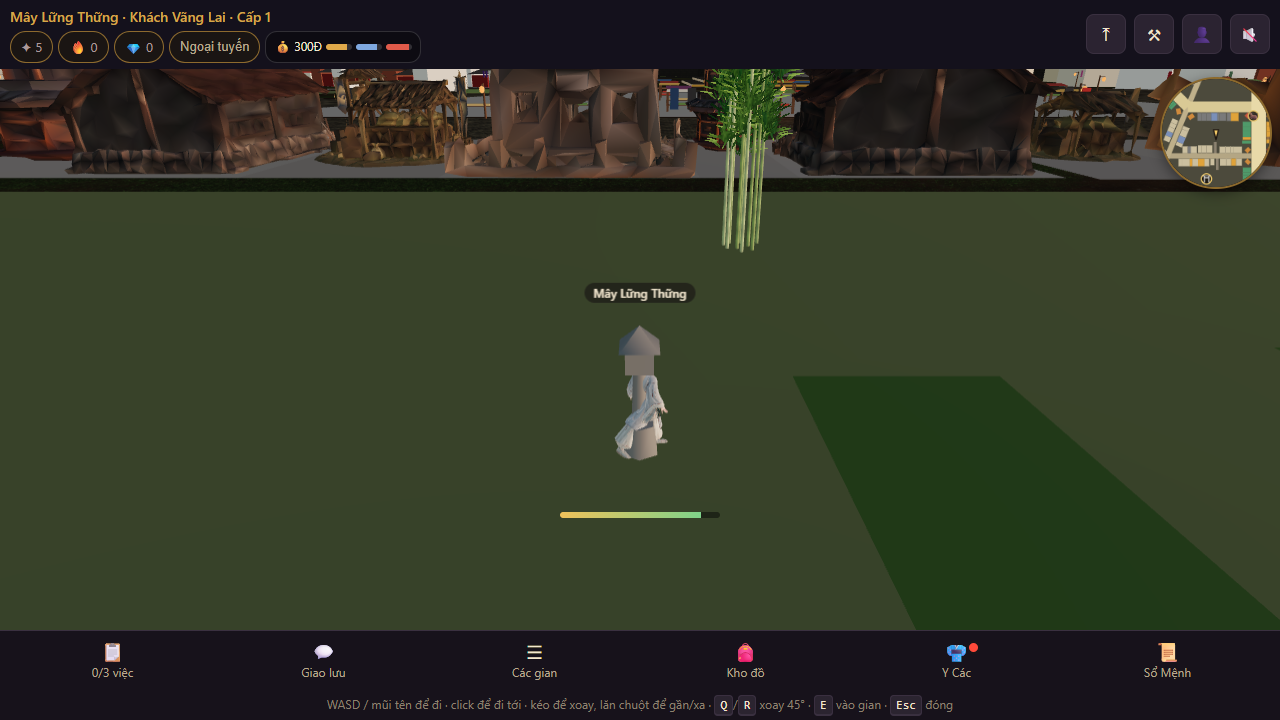 Mây Lững Thững · Khách Vãng Lai · Cấp 1
5
0
0
Ngoại tuyến
300Đ
Mây Lững Thững
0/3 việc
Giao lưu
Các gian
Kho đồ
Y Các
Sổ Mệnh
WASD / mũi tên để đi · click để đi tới · kéo để xoay, lăn chuột để gần/xa · Q / R xoay 45° · E vào gian · Esc đóng